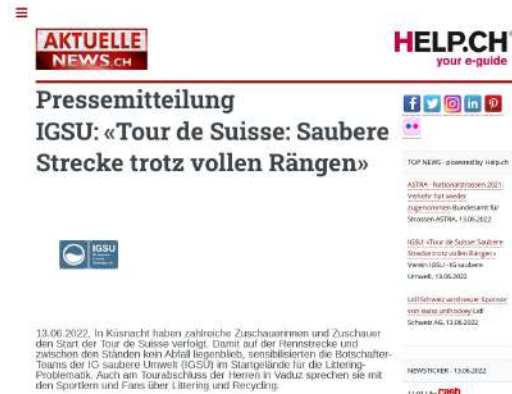 AKTUELLE
NEWS.CH
HELP.CH
your e-guide
Pressemitteilung
IGSU: «Tour de Suisse: Saubere
Strecke trotz vollen Rängen»
IGSU
13.06.2022, In Küsnacht haben zahlreiche Zuschauerinnen und Zuschauer
den Start der Tour de Suisse verfolgt. Damit auf der Rennstrecke und
zwischen den Ständen kein Abfall liegenblieb, sensibilisierten die Botschafter-
Teams der IG saubere Umwelt (IGSU) im Startgelände für die Littering-
Problematik. Auch am Tourabschluss der Herren in Vaduz sprechen sie mit
den Sportlern und Fans über Littering und Recycling.
TOP NEWS - powered by Help.ch
ASTRA - Nationalstrassen 2021:
Verkehr hat wieder
zugenommen Bundesamt für
Strassen ASTRA, 13.06.2022
IGSU: «Tour de Suisse: Saubere
Strecke trotz vollen Rängen»
Verein IGSU - IG saubere
Umwelt, 13.06.2022
Lidl Schweiz wird neuer Sponsor
von swiss unihockey Lidl
Schweiz AG, 13.06.2022
NEWSTICKER - 13.06.2022
cash